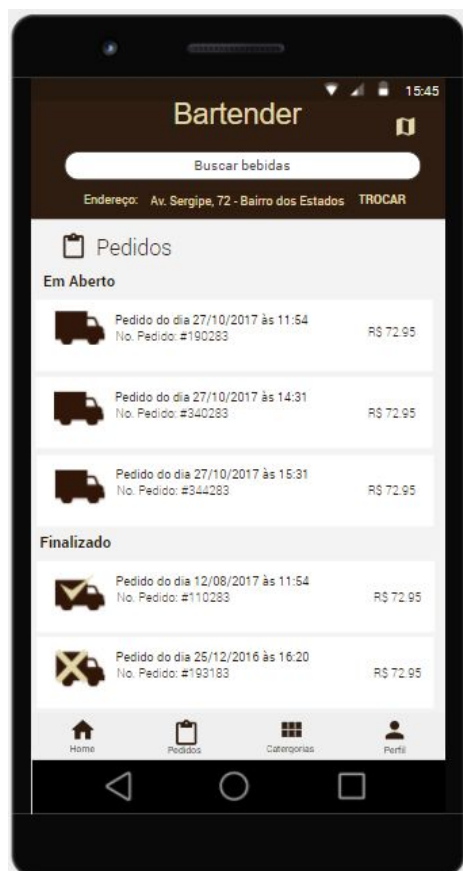 15:45
Bartender
Buscar bebidas
Endereço: Av. Sergipe, 72 - Bairro dos Estados TROCAR
Pedidos
Em Aberto
Pedido do dia 27/10/2017 às 11:54
No. Pedido: #190283
R$ 72.95
Pedido do dia 27/10/2017 às 14:31
No. Pedido: #340283
R$ 72.95
Pedido do dia 27/10/2017 às 15:31
No. Pedido: #344283
R$ 72.95
Finalizado
Pedido do dia 12/08/2017 às 11:54
No. Pedido: #110283
R$ 72.95
Pedido do dia 25/12/2016 às 16:20
No. Pedido: #193183
R$ 72.95
Home Pedidos Catergorias Perfil